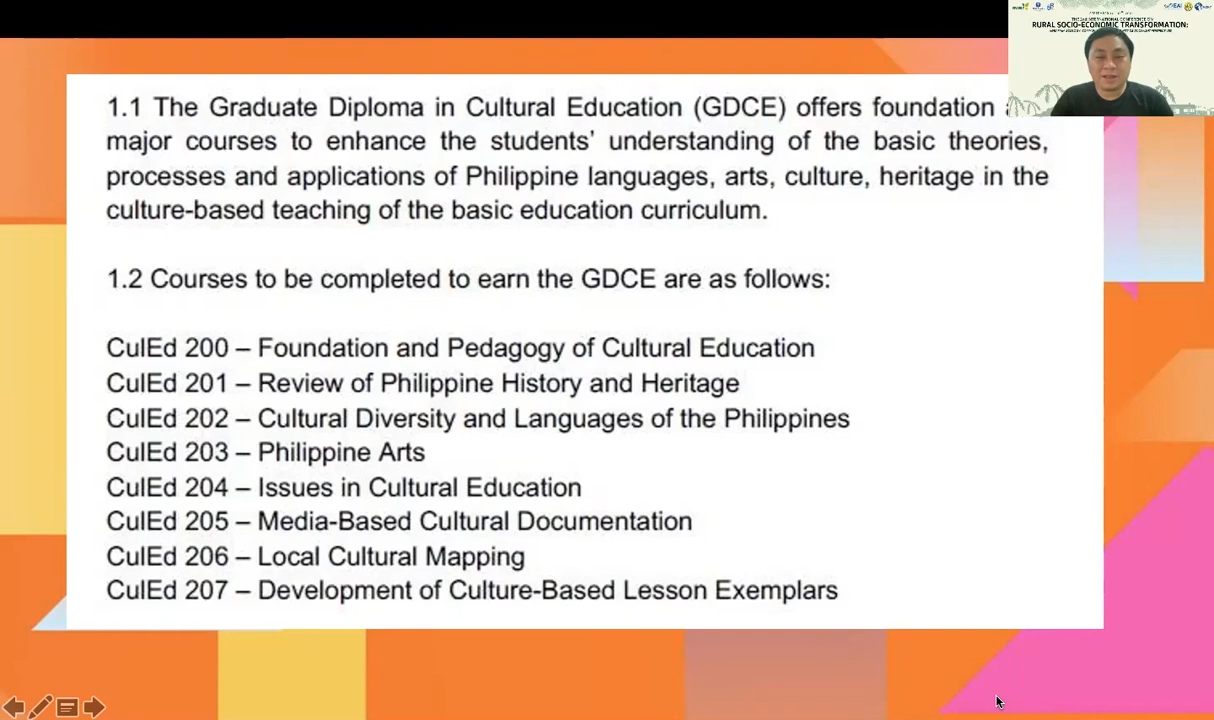 RURAL SOCIO-ECONOMIC TRANSFORMATION:
1.1 The Graduate Diploma in Cultural Education (GDCE) offers foundation
major courses to enhance the students’ understanding of the basic theories,
processes and applications of Philippine languages, arts, culture, heritage in the
culture-based teaching of the basic education curriculum.
1.2 Courses to be completed to earn the GDCE are as follows:
CulEd 200 – Foundation and Pedagogy of Cultural Education
CulEd 201 – Review of Philippine History and Heritage
CulEd 202 – Cultural Diversity and Languages of the Philippines
CulEd 203 – Philippine Arts
CulEd 204 – Issues in Cultural Education
CulEd 205 – Media-Based Cultural Documentation
CulEd 206 – Local Cultural Mapping
CulEd 207 – Development of Culture-Based Lesson Exemplars